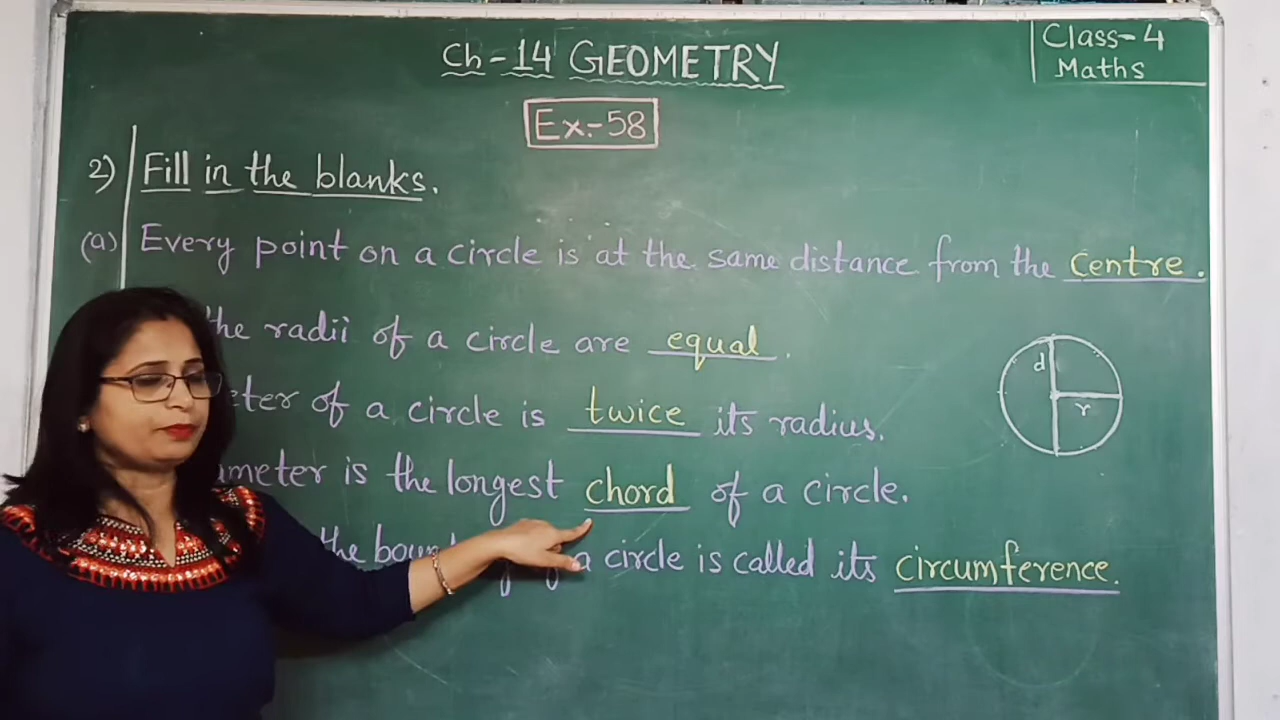 Ch-14 GEOMETRY
Class-4
Maths
Ex:-58
2) Fill in the blanks.
(a) Every point on a circle is at the same distance from the centre.
the radii of a circle are equal.
d
r
of a circle is twice its radius.
is the longest chord of a circle.
the a circle is called its circumference.